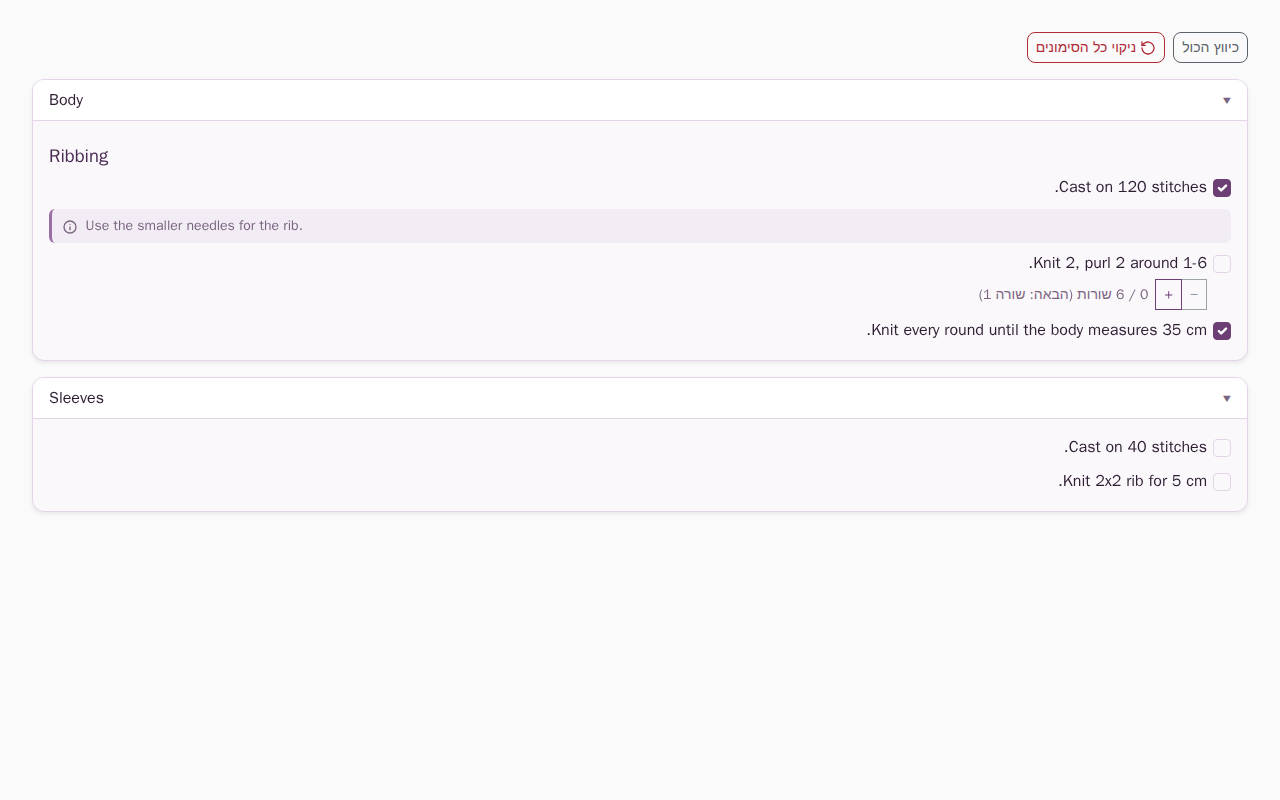 כיווץ הכול
ניקוי כל הסימונים
Body
Ribbing
Cast on 120 stitches.
Use the smaller needles for the rib.
Knit 2, purl 2 around 1-6.
− + 0 / 6 שורות (הבאה: שורה 1)
Knit every round until the body measures 35 cm.
Sleeves
Cast on 40 stitches.
Knit 2x2 rib for 5 cm.